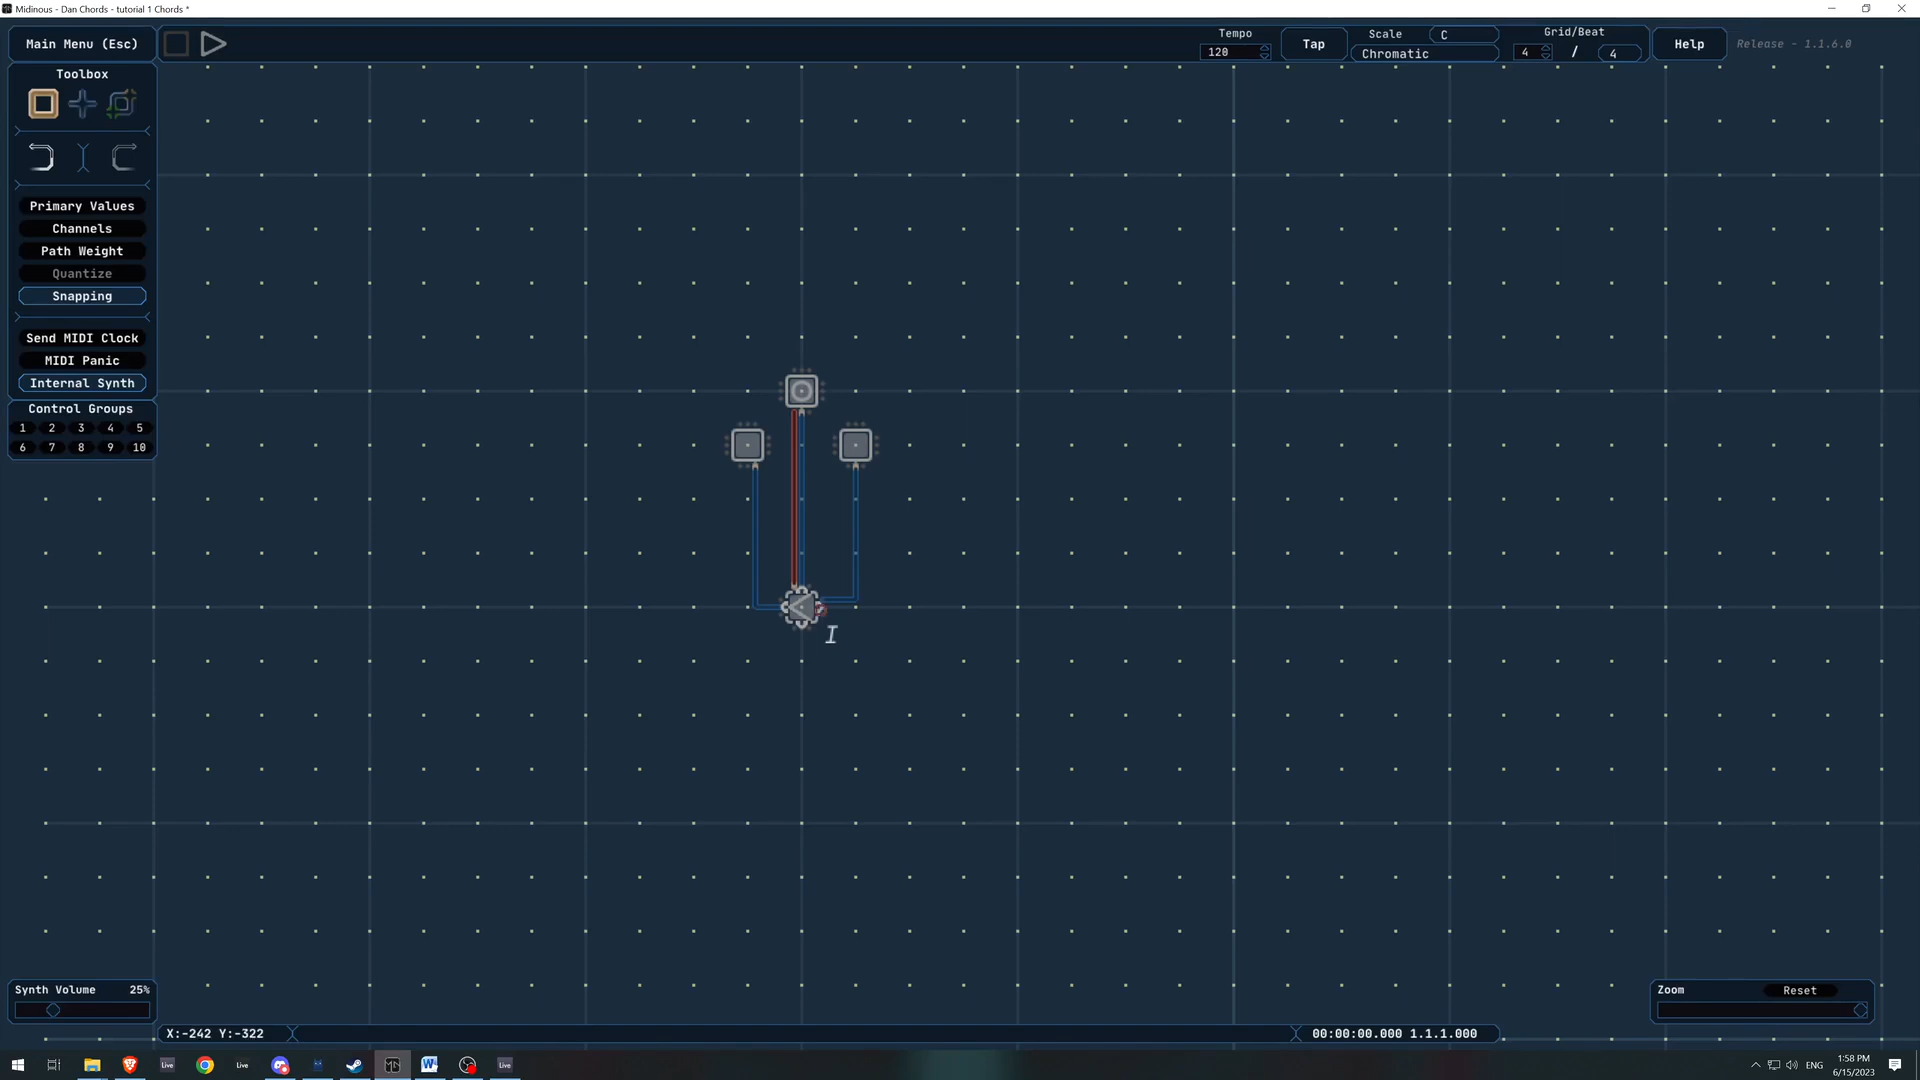 Midinous - Dan Chords - tutorial 1 Chords *
Main Menu (Esc)
Tempo
120
Tap
Scale
C
Chromatic
Grid/Beat
4 / 4
Help
Release - 1.1.6.0
Toolbox
Primary Values
Channels
Path Weight
Quantize
Snapping
Send MIDI Clock
MIDI Panic
Internal Synth
Control Groups
1 2 3 4 5
6 7 8 9 10
Synth Volume 25%
Zoom Reset
X:-242 Y:-322
00:00:00.000 1.1.1.000
Live
Live
Live
ENG
1:58 PM
6/15/2023